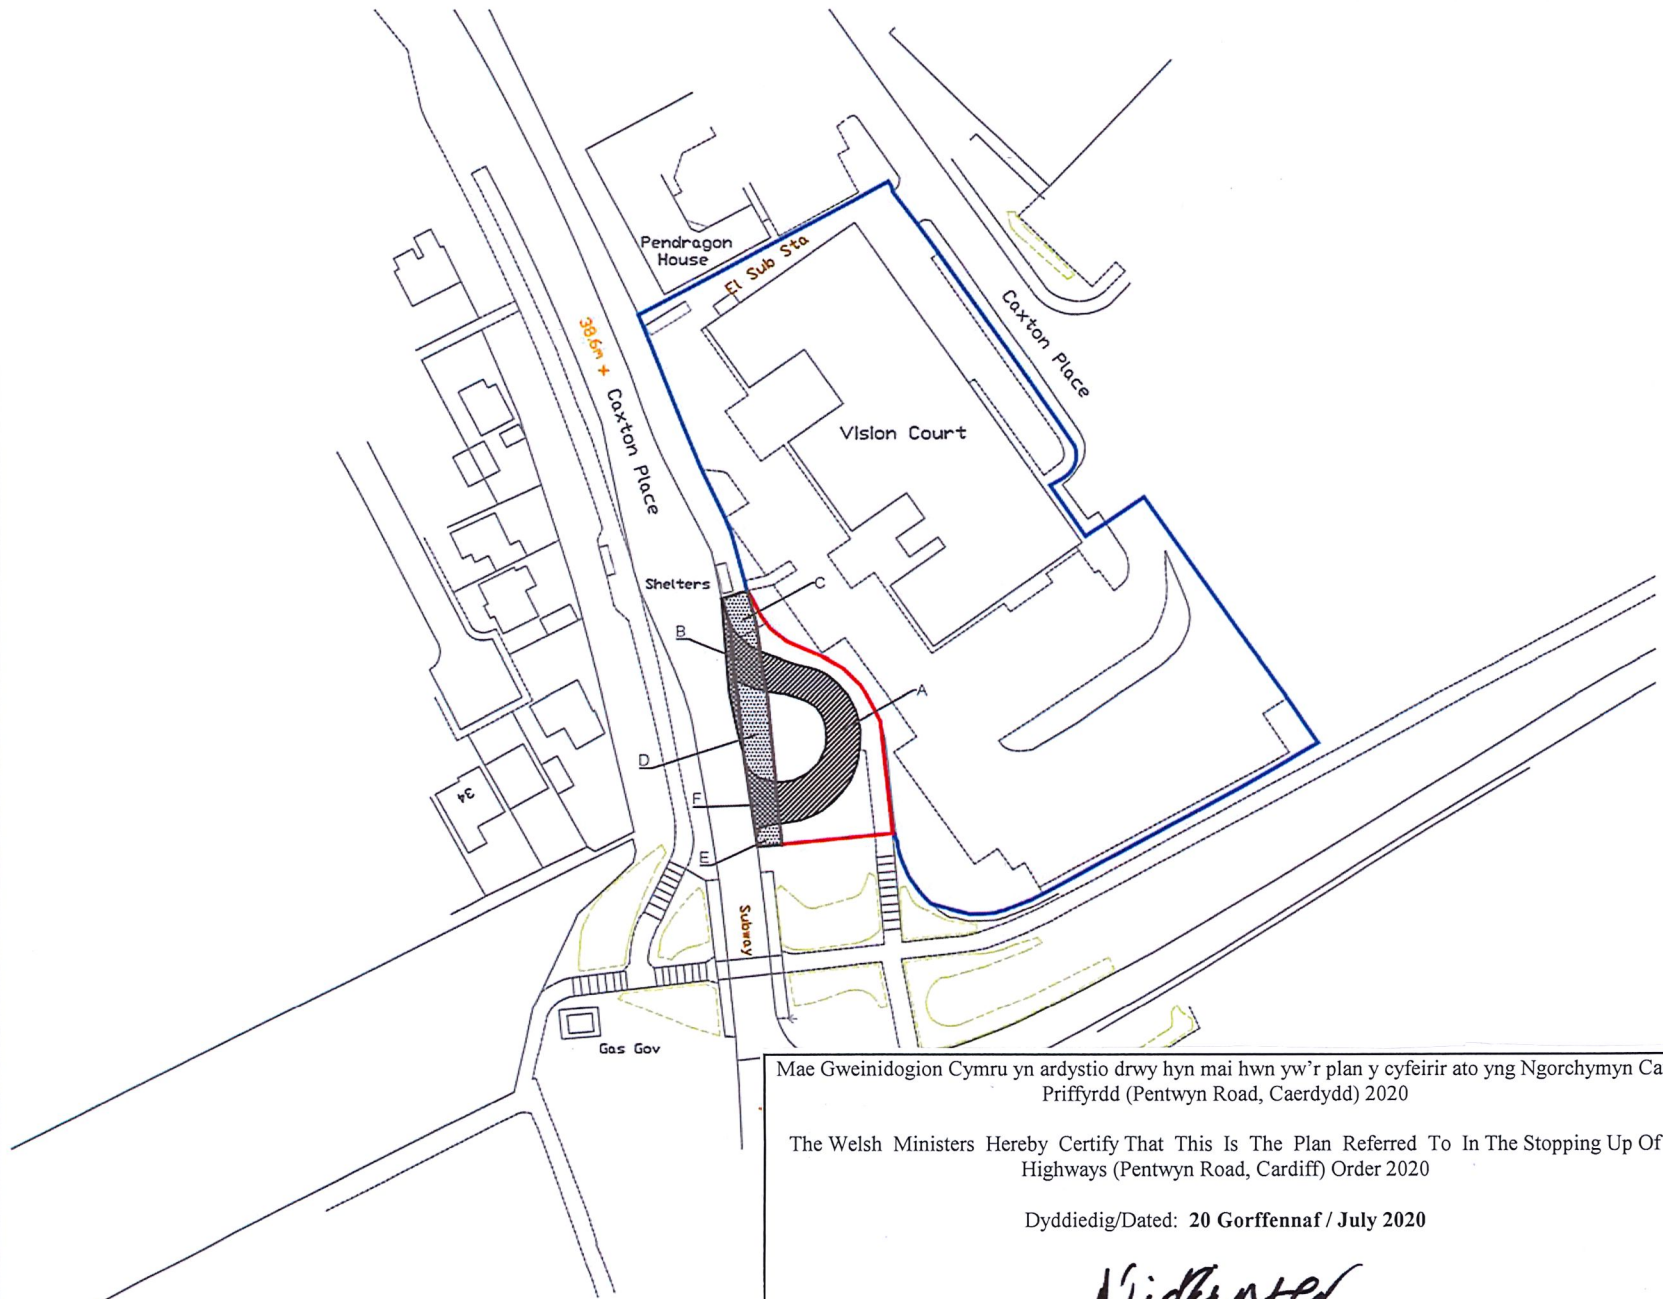 Pendragon
House
El Sub Sta
Caxton Place
38.6m +
Caxton Place
Vision Court
Shelters
C
B
A
D
F
E
34
Subway
Gas Gov
Mae Gweinidogion Cymru yn ardystio drwy hyn mai hwn yw'r plan y cyfeirir ato yng Ngorchymyn Ca
Priffyrdd (Pentwyn Road, Caerdydd) 2020
The Welsh Ministers Hereby Certify That This Is The Plan Referred To In The Stopping Up Of
Highways (Pentwyn Road, Cardiff) Order 2020
Dyddiedig/Dated: 20 Gorffennaf / July 2020